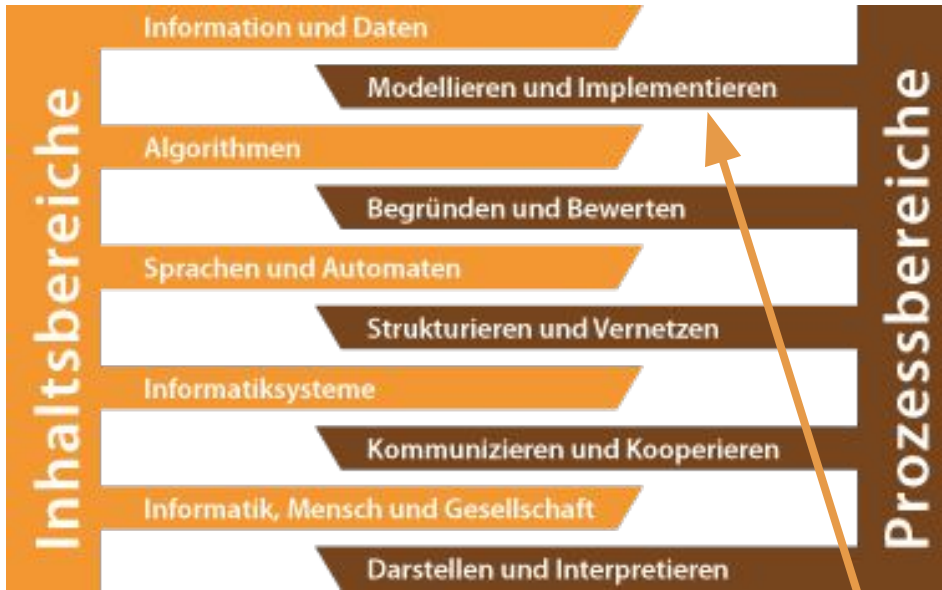 Inhaltsbereiche
Information und Daten
Modellieren und Implementieren
Algorithmen
Begründen und Bewerten
Sprachen und Automaten
Strukturieren und Vernetzen
Informatiksysteme
Kommunizieren und Kooperieren
Informatik, Mensch und Gesellschaft
Darstellen und Interpretieren
Prozessbereiche